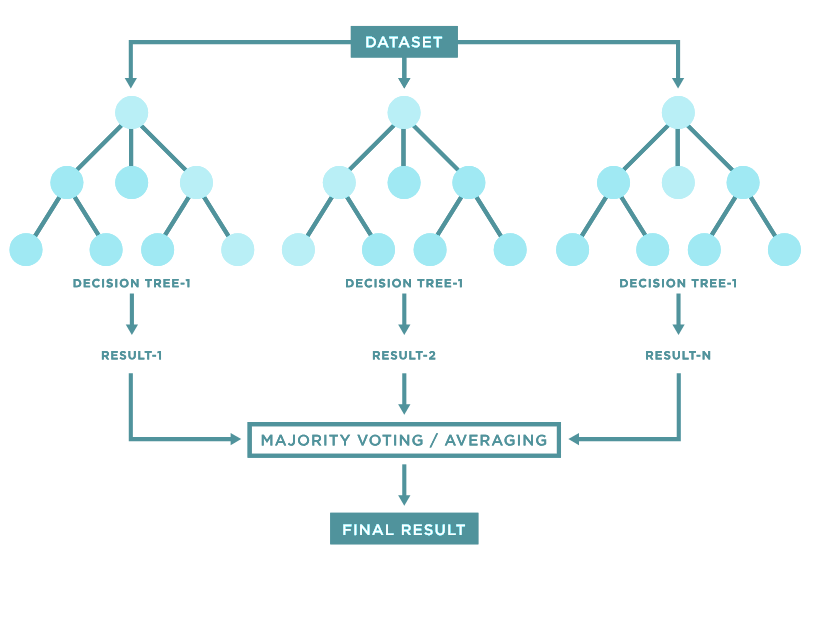 DATASET
DECISION TREE-1
DECISION TREE-1
DECISION TREE-1
RESULT-1
RESULT-2
RESULT-N
MAJORITY VOTING / AVERAGING
FINAL RESULT